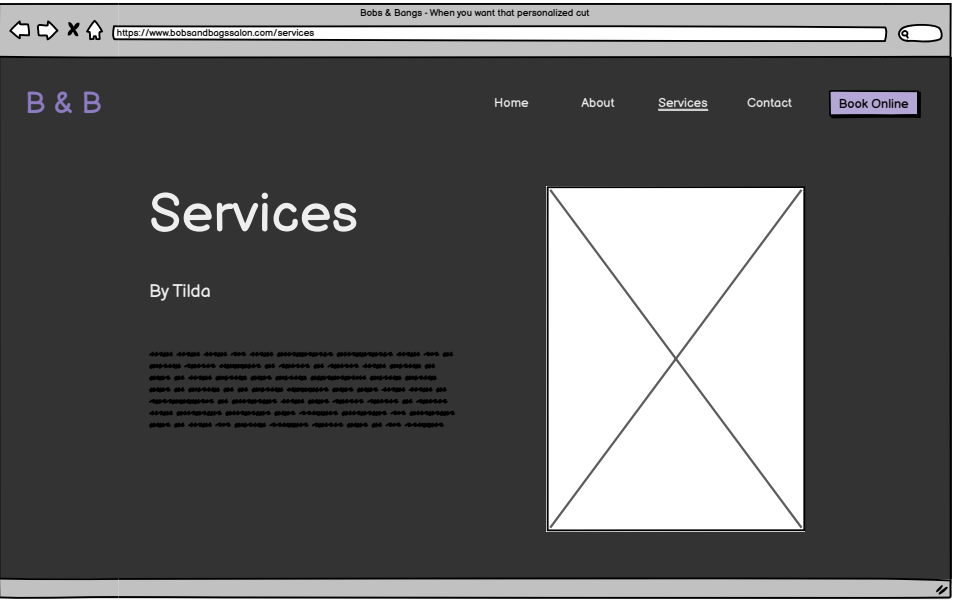 Bobs & Bangs - When you want that personalized cut
https://www.bobsandbagssalon.com/services
B & B
Home
About
Services
Contact
Book Online
Services
By Tilda